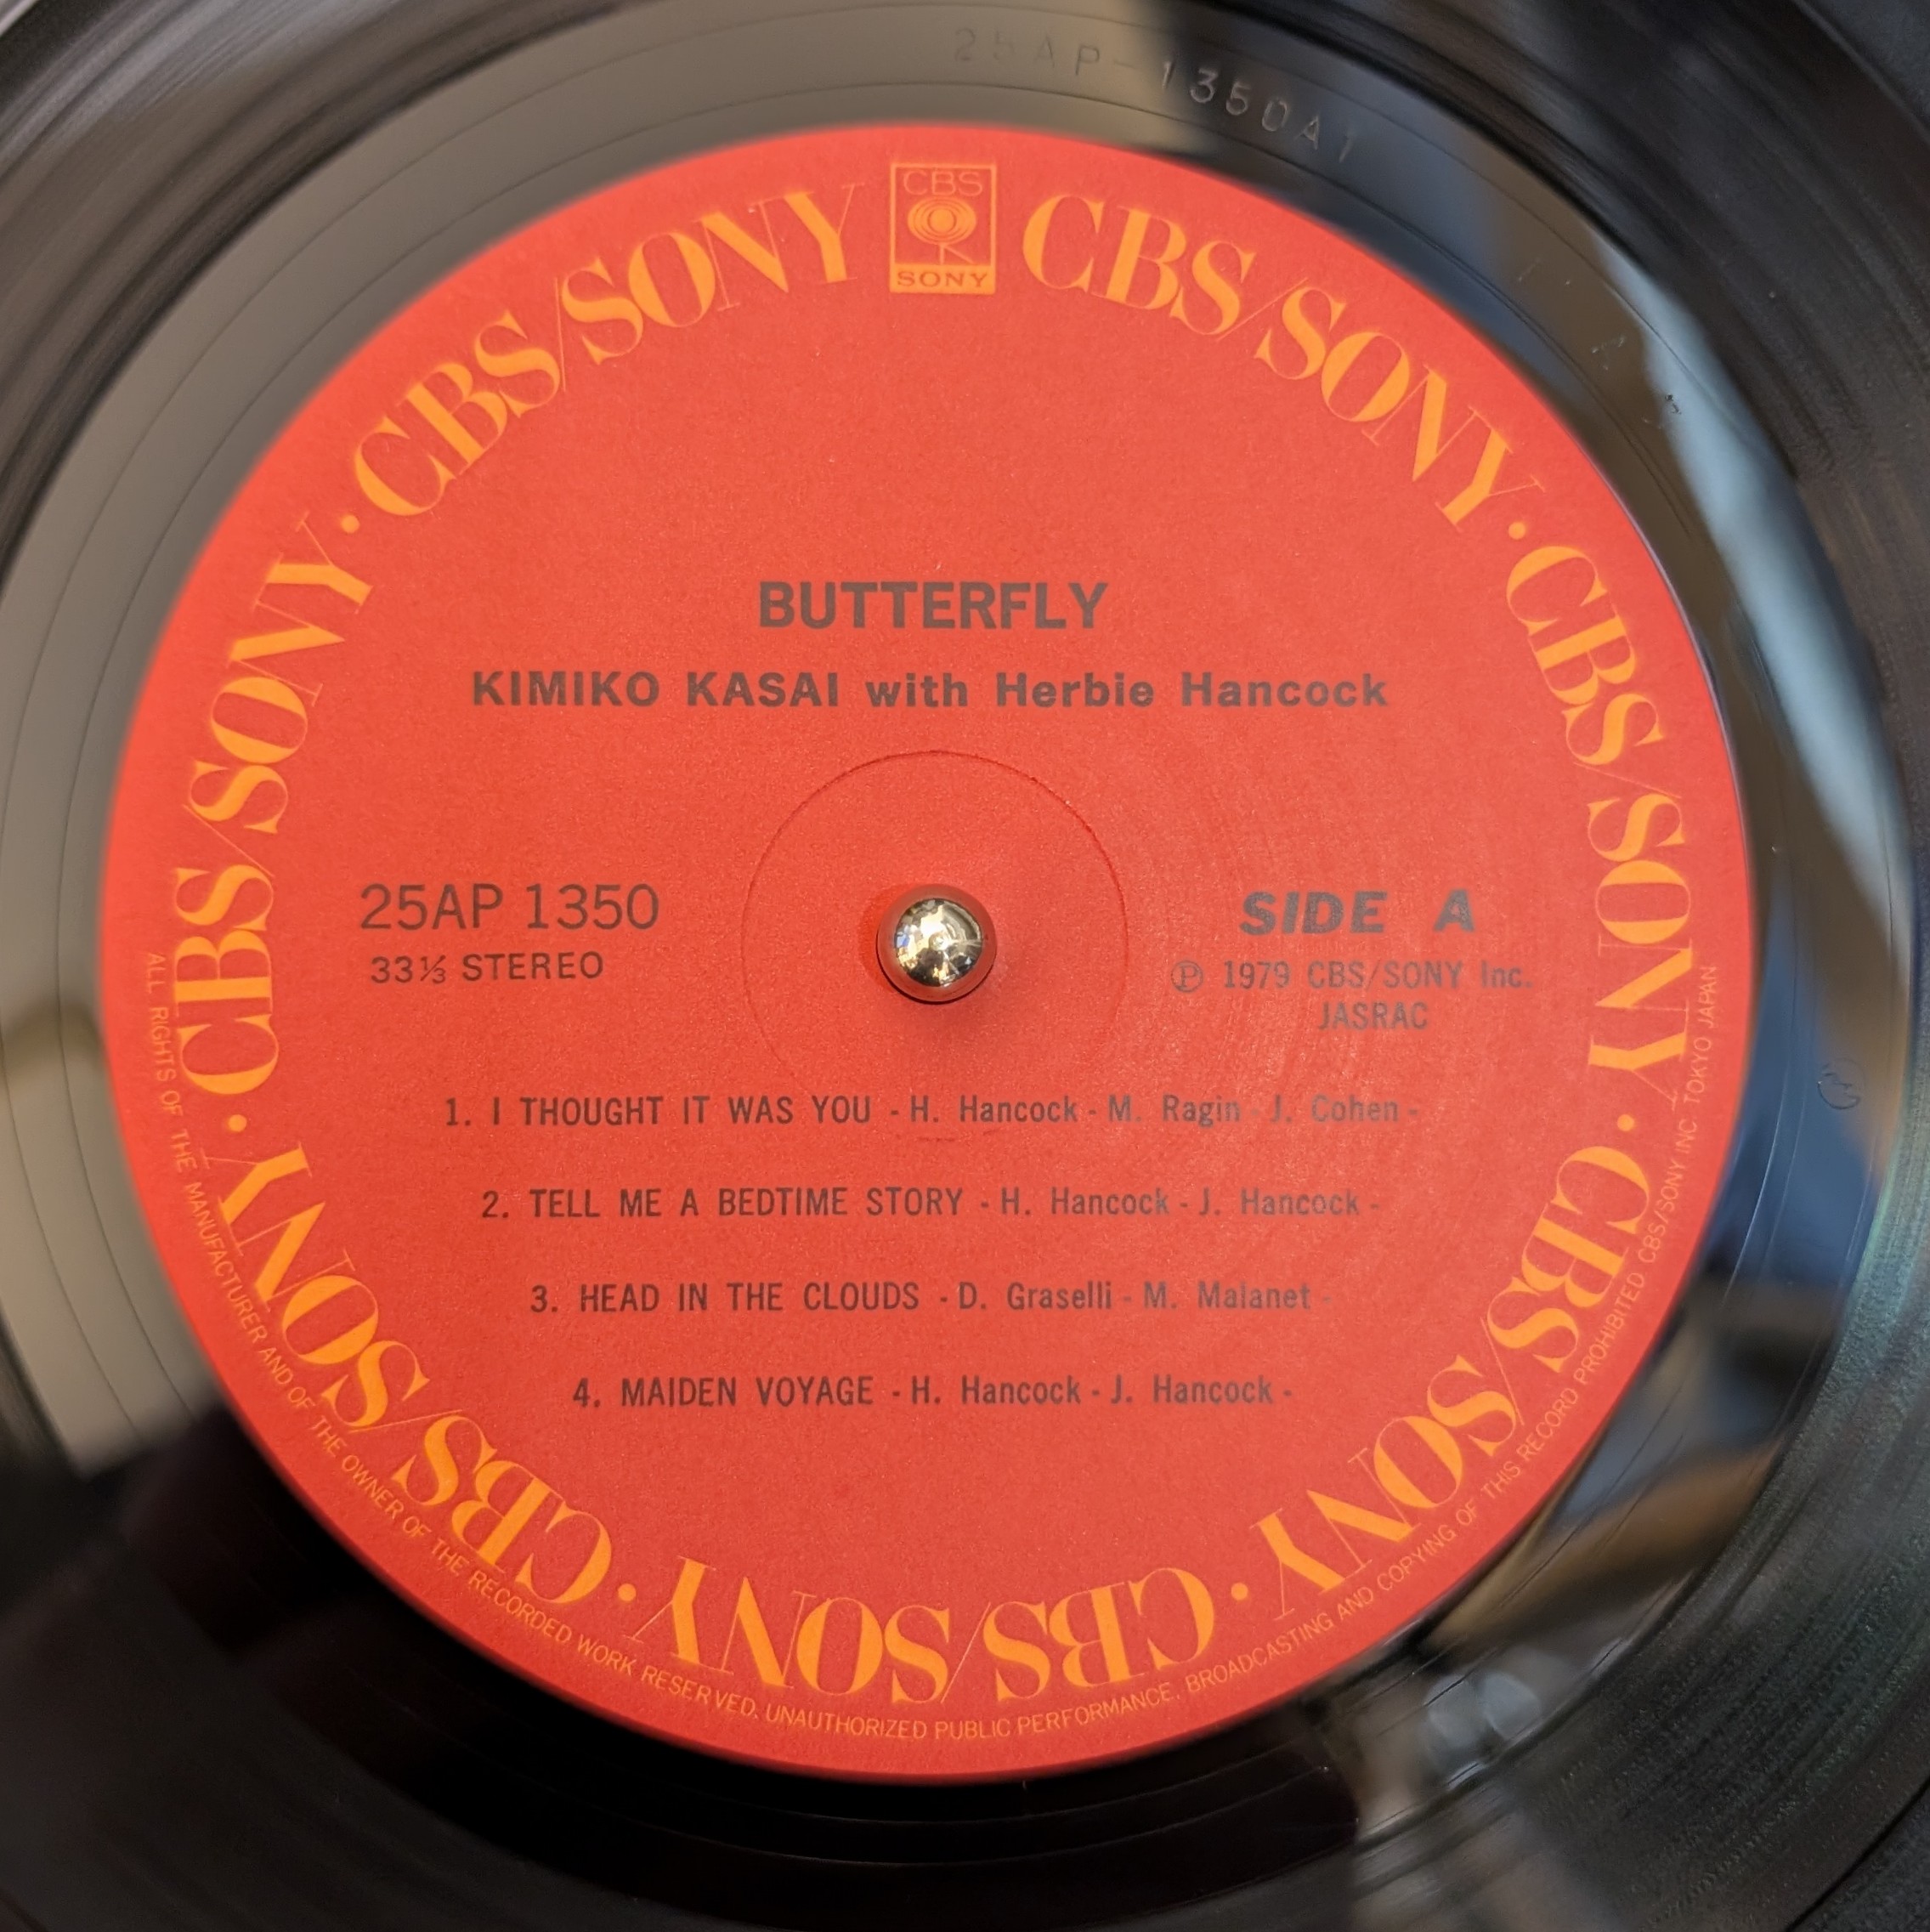 25AP-1350A1
CBS
SONY
CBS/SONY · CBS/SONY · CBS/SONY · CBS/SONY · CBS/SONY · CBS/SONY · CBS/SONY · CBS/SONY
BUTTERFLY
KIMIKO KASAI with Herbie Hancock
25AP 1350
33⅓ STEREO
SIDE A
Ⓟ 1979 CBS/SONY Inc.
JASRAC
1. I THOUGHT IT WAS YOU - H. Hancock - M. Ragin - J. Cohen -
2. TELL ME A BEDTIME STORY - H. Hancock - J. Hancock -
3. HEAD IN THE CLOUDS - D. Graselli - M. Malanet -
4. MAIDEN VOYAGE - H. Hancock - J. Hancock -
ALL RIGHTS OF THE MANUFACTURER AND OF THE OWNER OF THE RECORDED WORK RESERVED. UNAUTHORIZED PUBLIC PERFORMANCE, BROADCASTING AND COPYING OF THIS RECORD PROHIBITED CBS/SONY INC. TOKYO JAPAN